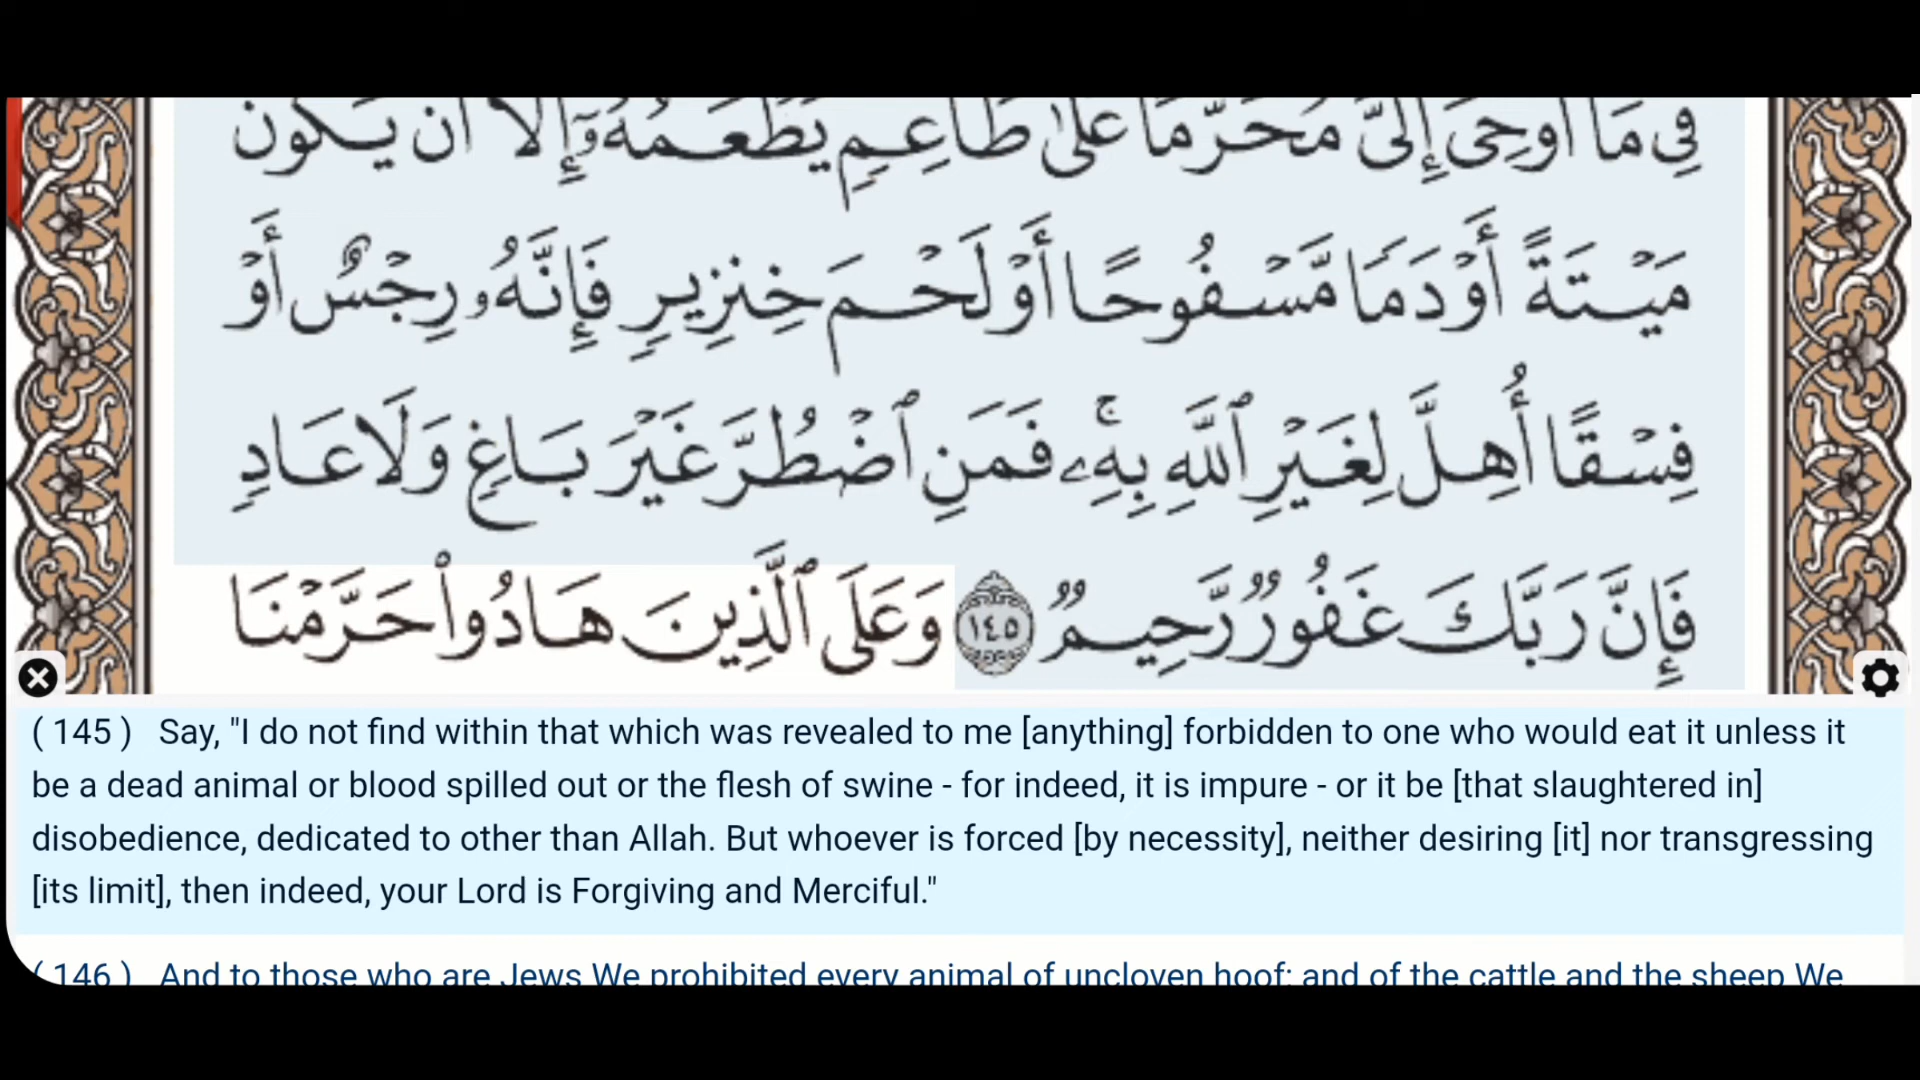 فِى مَآ أُوحِىَ إِلَىَّ مُحَرَّمًا عَلَىٰ طَاعِمٍ يَطْعَمُهُۥٓ إِلَّآ أَن يَكُونَ
مَيْتَةً أَوْ دَمًا مَّسْفُوحًا أَوْ لَحْمَ خِنزِيرٍ فَإِنَّهُۥ رِجْسٌ أَوْ
فِسْقًا أُهِلَّ لِغَيْرِ ٱللَّهِ بِهِۦۚ فَمَنِ ٱضْطُرَّ غَيْرَ بَاغٍ وَلَا عَادٍ
فَإِنَّ رَبَّكَ غَفُورٌ رَّحِيمٌ ١٤٥ وَعَلَى ٱلَّذِينَ هَادُوا۟ حَرَّمْنَا
( 145 ) Say, "I do not find within that which was revealed to me [anything] forbidden to one who would eat it unless it
be a dead animal or blood spilled out or the flesh of swine - for indeed, it is impure - or it be [that slaughtered in]
disobedience, dedicated to other than Allah. But whoever is forced [by necessity], neither desiring [it] nor transgressing
[its limit], then indeed, your Lord is Forgiving and Merciful."
( 146 ) And to those who are Jews We prohibited every animal of uncloven hoof; and of the cattle and the sheep We